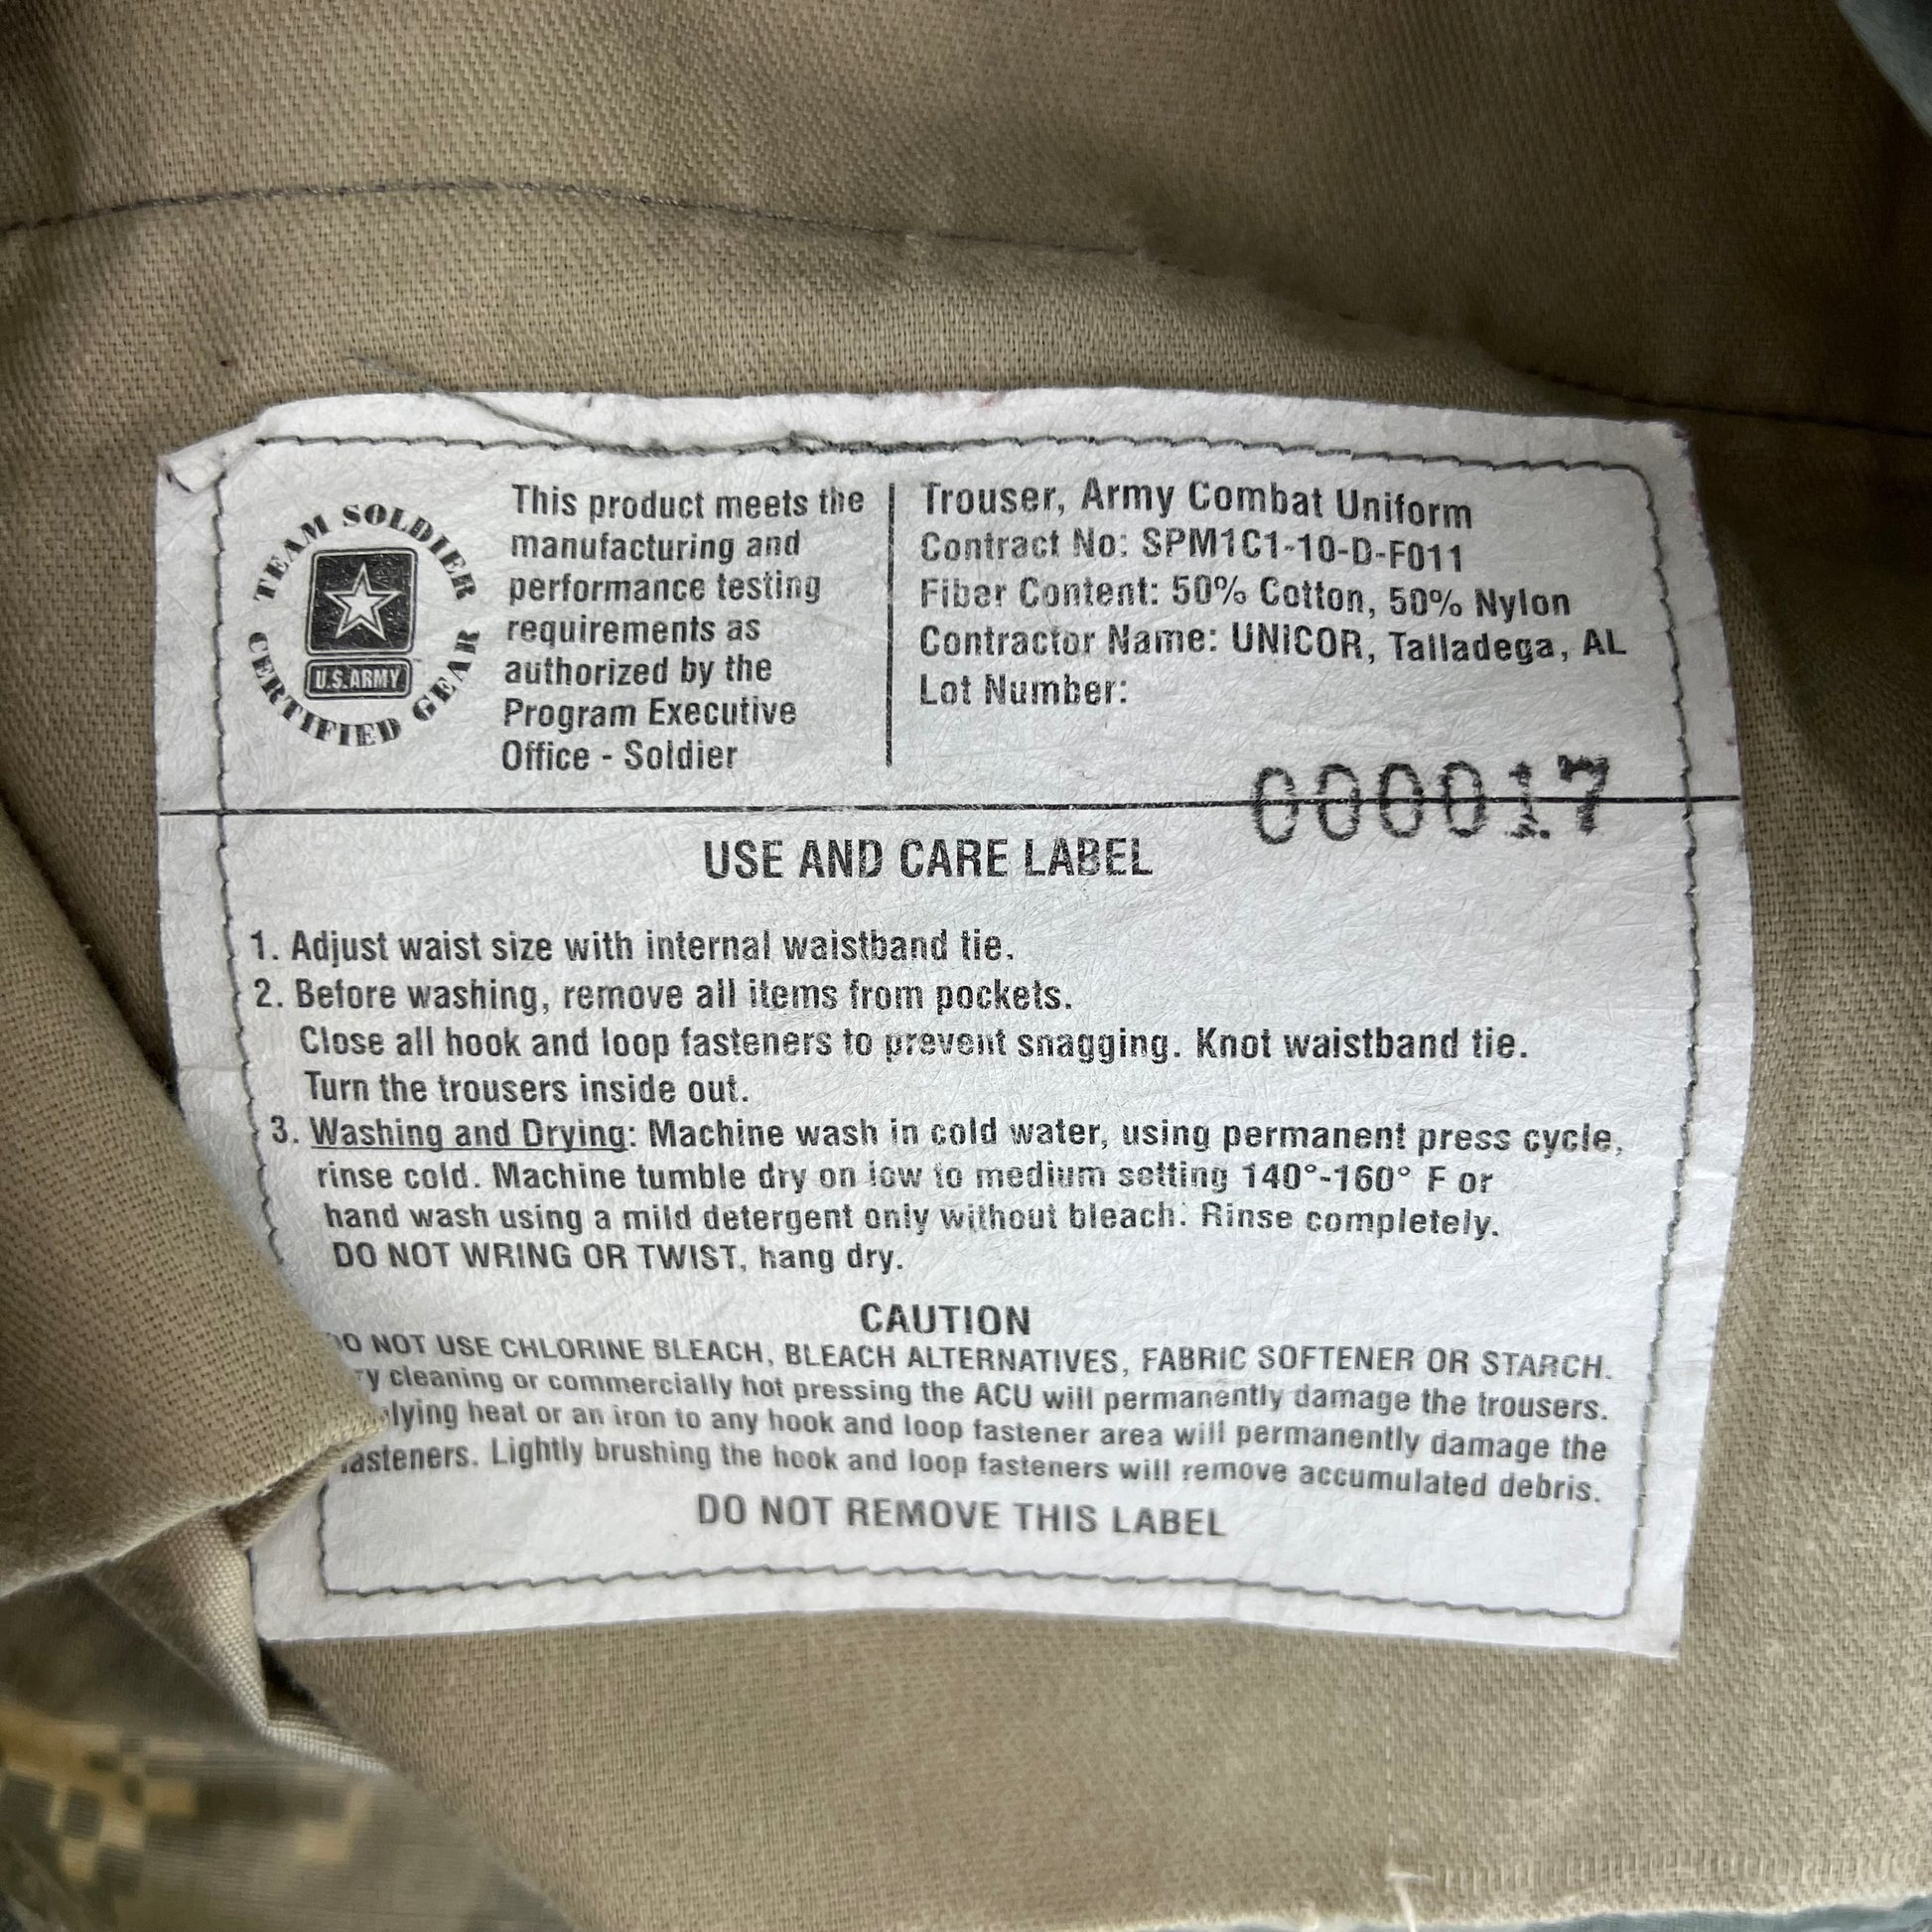 TEAM SOLDIER
U.S.ARMY
CERTIFIED GEAR
This product meets the
manufacturing and
performance testing
requirements as
authorized by the
Program Executive
Office - Soldier
Trouser, Army Combat Uniform
Contract No: SPM1C1-10-D-F011
Fiber Content: 50% Cotton, 50% Nylon
Contractor Name: UNICOR, Talladega, AL
Lot Number:
000017
USE AND CARE LABEL
1. Adjust waist size with internal waistband tie.
2. Before washing, remove all items from pockets.
Close all hook and loop fasteners to prevent snagging. Knot waistband tie.
Turn the trousers inside out.
3. Washing and Drying: Machine wash in cold water, using permanent press cycle,
rinse cold. Machine tumble dry on low to medium setting 140°-160° F or
hand wash using a mild detergent only without bleach. Rinse completely.
DO NOT WRING OR TWIST, hang dry.
CAUTION
DO NOT USE CHLORINE BLEACH, BLEACH ALTERNATIVES, FABRIC SOFTENER OR STARCH.
cleaning or commercially hot pressing the ACU will permanently damage the trousers.
heat or an iron to any hook and loop fastener area will permanently damage the
fasteners. Lightly brushing the hook and loop fasteners will remove accumulated debris.
DO NOT REMOVE THIS LABEL